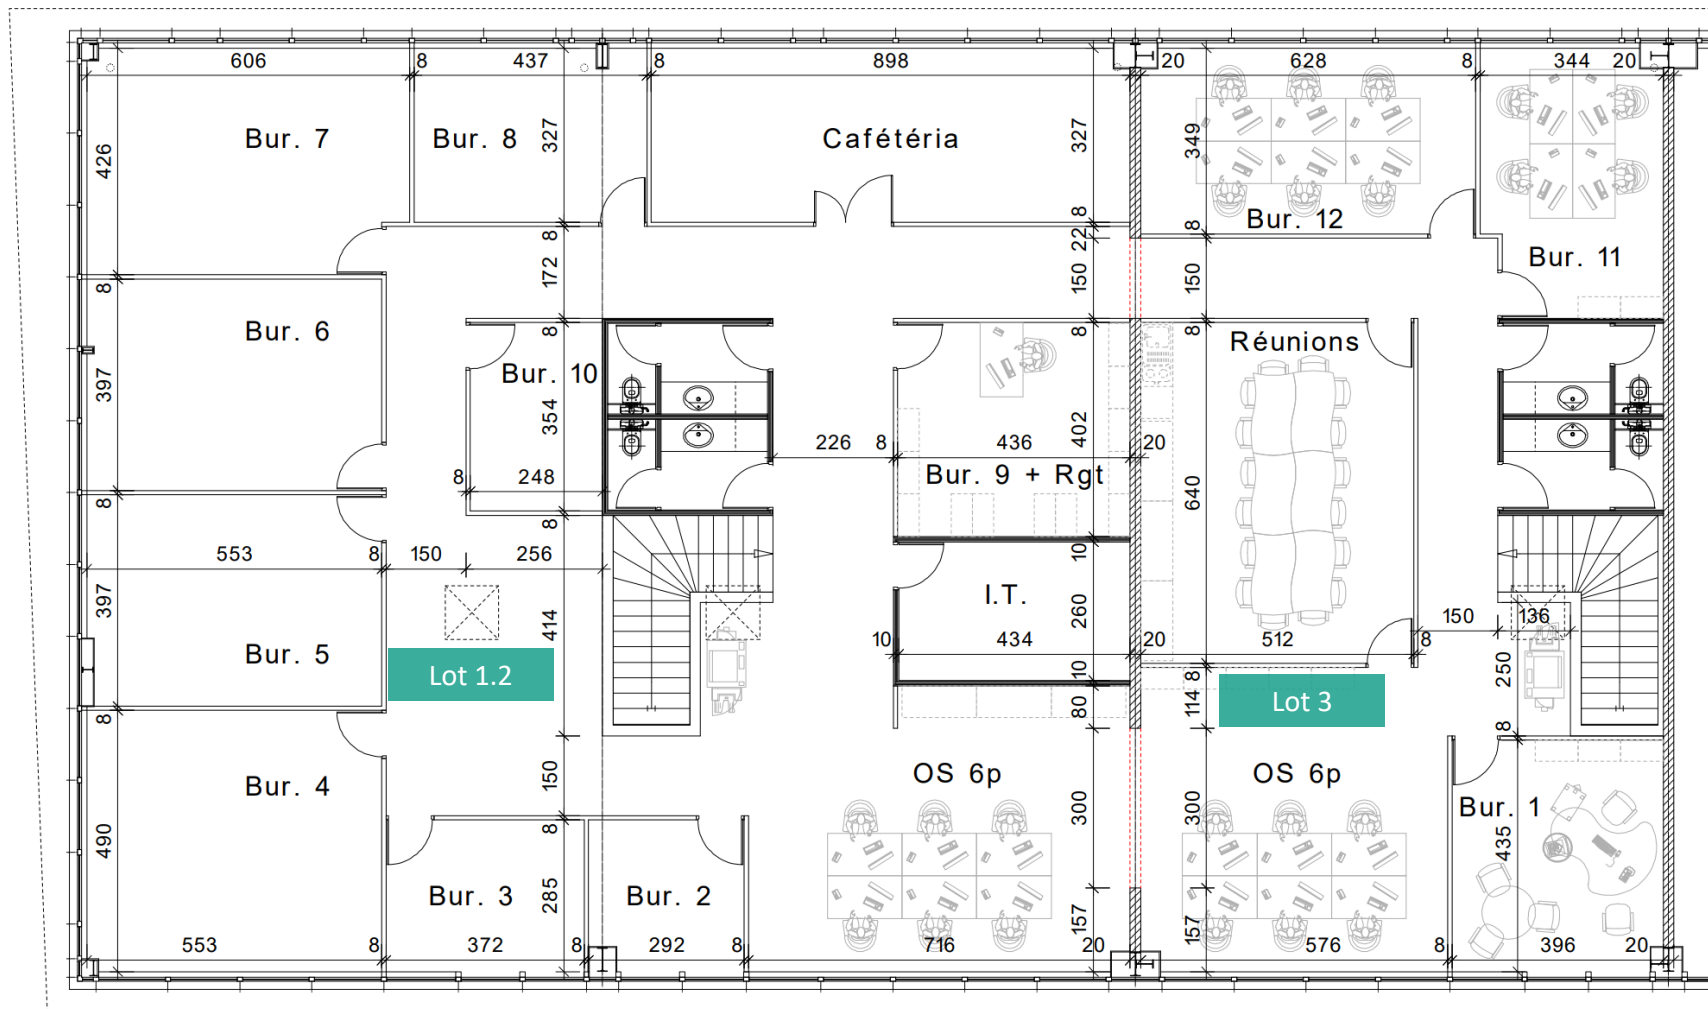 606 8 437 8 898 20 628 8 344 20
Bur. 7
Bur. 8
Cafétéria
426
327
327
349
Bur. 12
8
8
22
8
Bur. 11
8
172
150
150
Bur. 6
8
8
8
Réunions
Bur. 10
397
354
402
226 8 436 20
8 248
Bur. 9 + Rgt
640
8
8
553 8 150 256
10
I.T.
397
414
260
150 136
10 434 20 512 8
Bur. 5
Lot 1.2
250
10
8
Lot 3
8
80
114
8
150
OS 6p
OS 6p
Bur. 4
300
300
Bur. 1
490
8
435
Bur. 3
285
Bur. 2
157
157
553 8 372 8 292 8 716 20 576 8 396 20